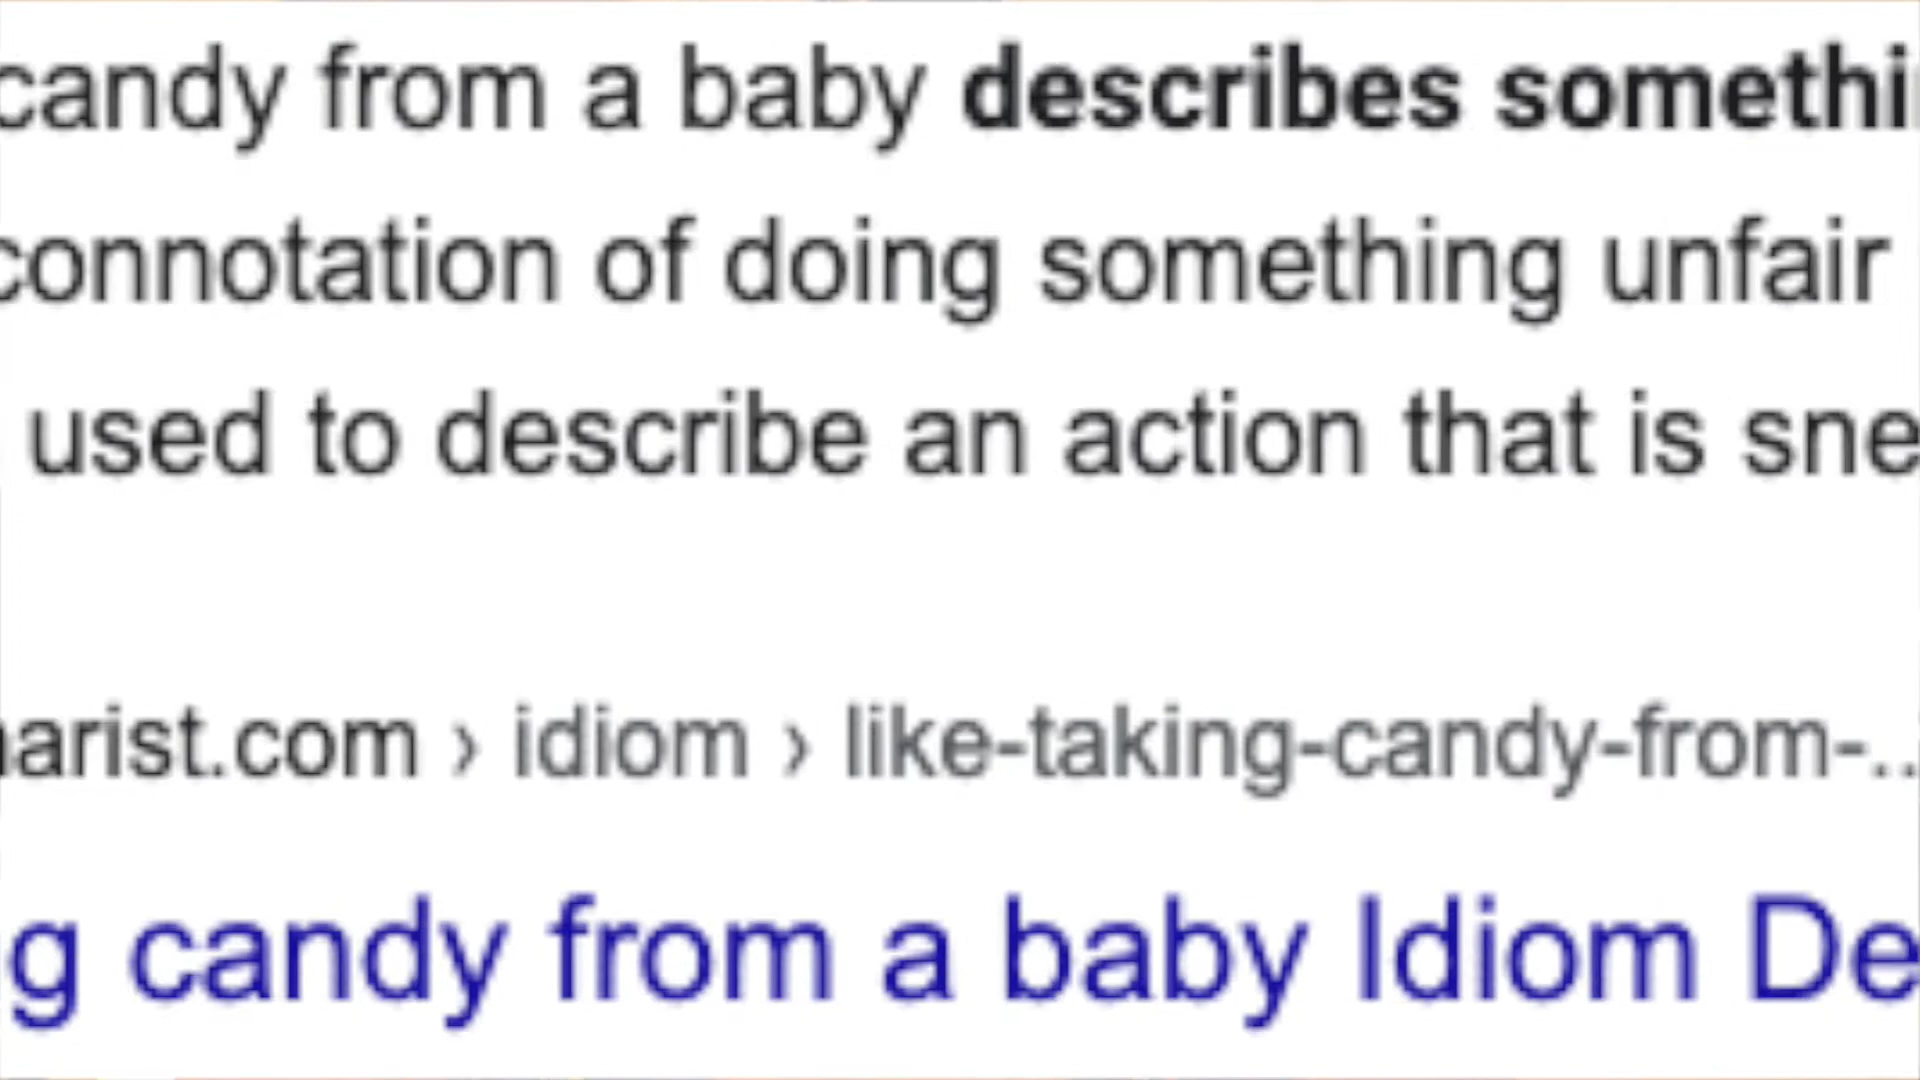 candy from a baby describes somethi
connotation of doing something unfair
used to describe an action that is sne
arist.com › idiom › like-taking-candy-from-...
g candy from a baby Idiom De